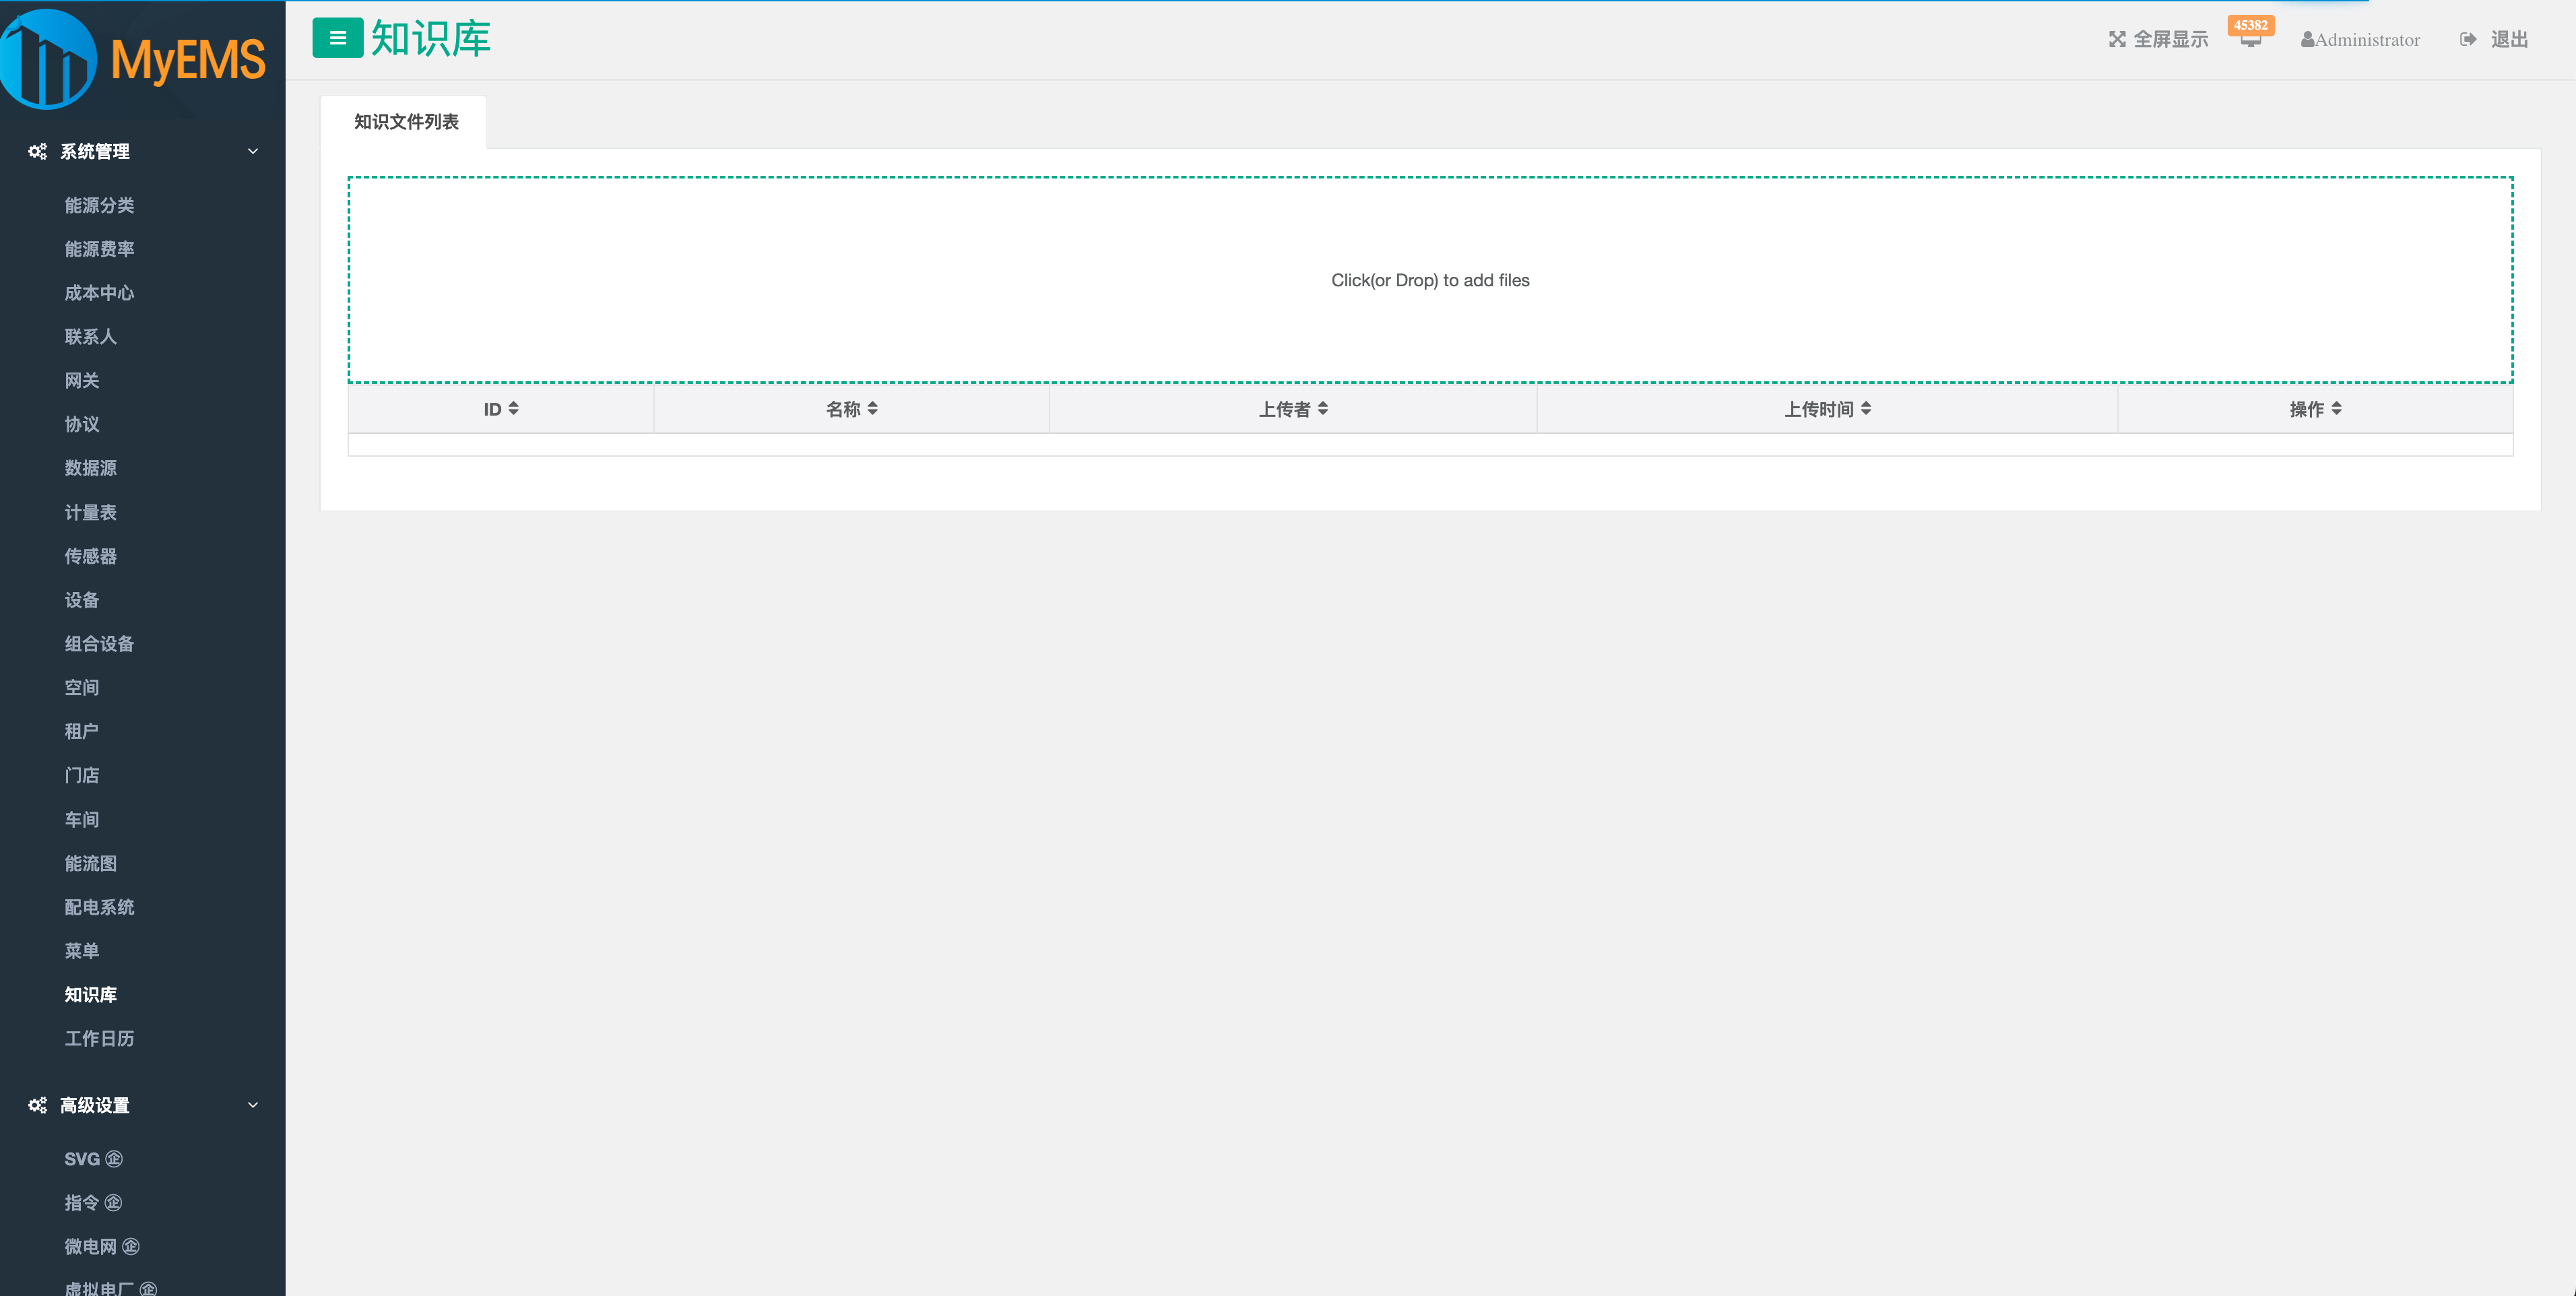 MyEMS
知识库
全屏显示
45382
Administrator
退出
系统管理
能源分类
能源费率
成本中心
联系人
网关
协议
数据源
计量表
传感器
设备
组合设备
空间
租户
门店
车间
能流图
配电系统
菜单
知识库
工作日历
高级设置
SVG ㊭
指令 ㊭
微电网 ㊭
虚拟电厂 ㊭
知识文件列表
Click(or Drop) to add files
ID 名称 上传者 上传时间 操作